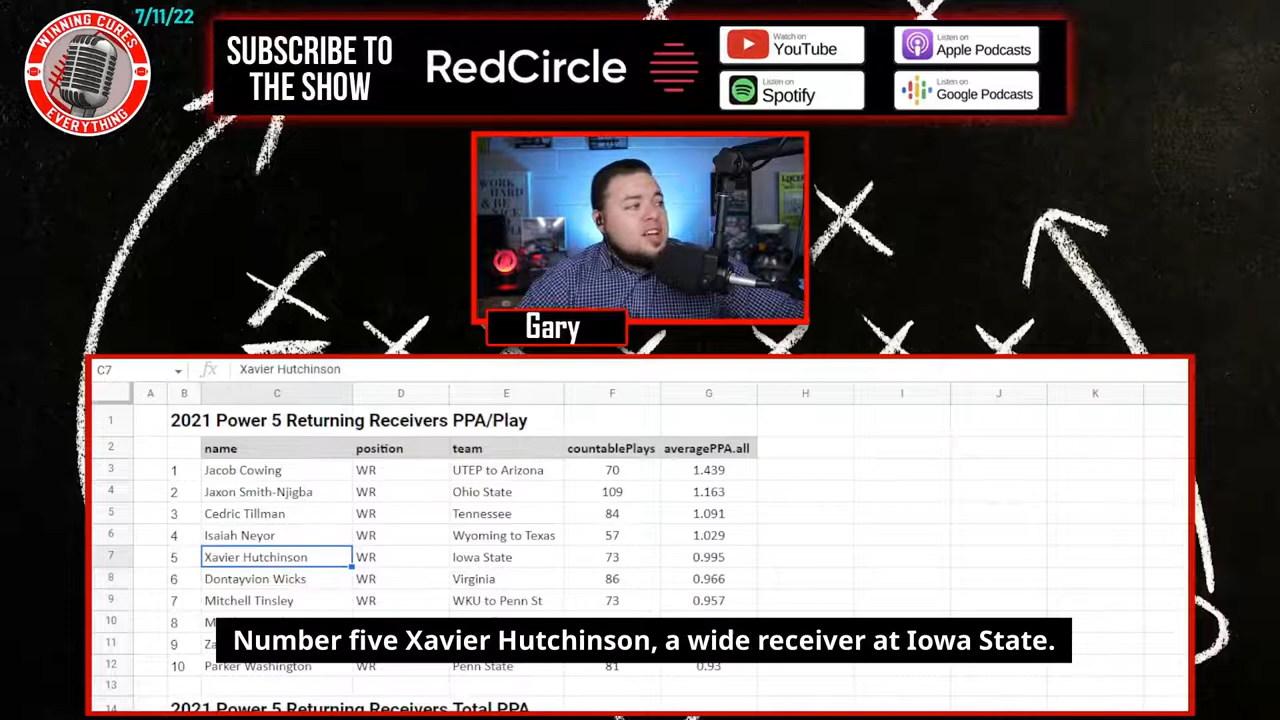 7/11/22
WINNING CURES
EVERYTHING
SUBSCRIBE TO
THE SHOW
RedCircle
Watch on
YouTube
Listen on
Spotify
Listen on
Apple Podcasts
Listen on
Google Podcasts
WORK
HARD
& BE
Gary
C7 fx Xavier Hutchinson
A B C D E F G H I J K
1 2021 Power 5 Returning Receivers PPA/Play
2 name position team countablePlays averagePPA.all
3 1 Jacob Cowing WR UTEP to Arizona 70 1.439
4 2 Jaxon Smith-Njigba WR Ohio State 109 1.163
5 3 Cedric Tillman WR Tennessee 84 1.091
6 4 Isaiah Neyor WR Wyoming to Texas 57 1.029
7 5 Xavier Hutchinson WR Iowa State 73 0.995
8 6 Dontayvion Wicks WR Virginia 86 0.966
9 7 Mitchell Tinsley WR WKU to Penn St 73 0.957
10 8
11 9
12 10 Parker Washington WR Penn State 81 0.93
13
14 2021 Power 5 Returning Receivers Total PPA
Number five Xavier Hutchinson, a wide receiver at Iowa State.